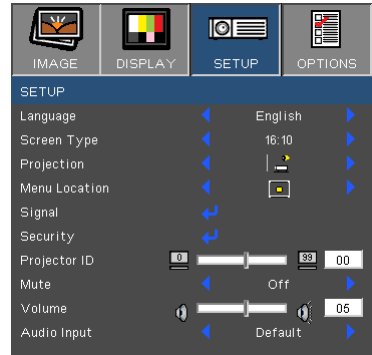 IMAGE DISPLAY SETUP OPTIONS
SETUP
Language English
Screen Type 16:10
Projection
Menu Location
Signal
Security
Projector ID 0 99 00
Mute Off
Volume 05
Audio Input Default